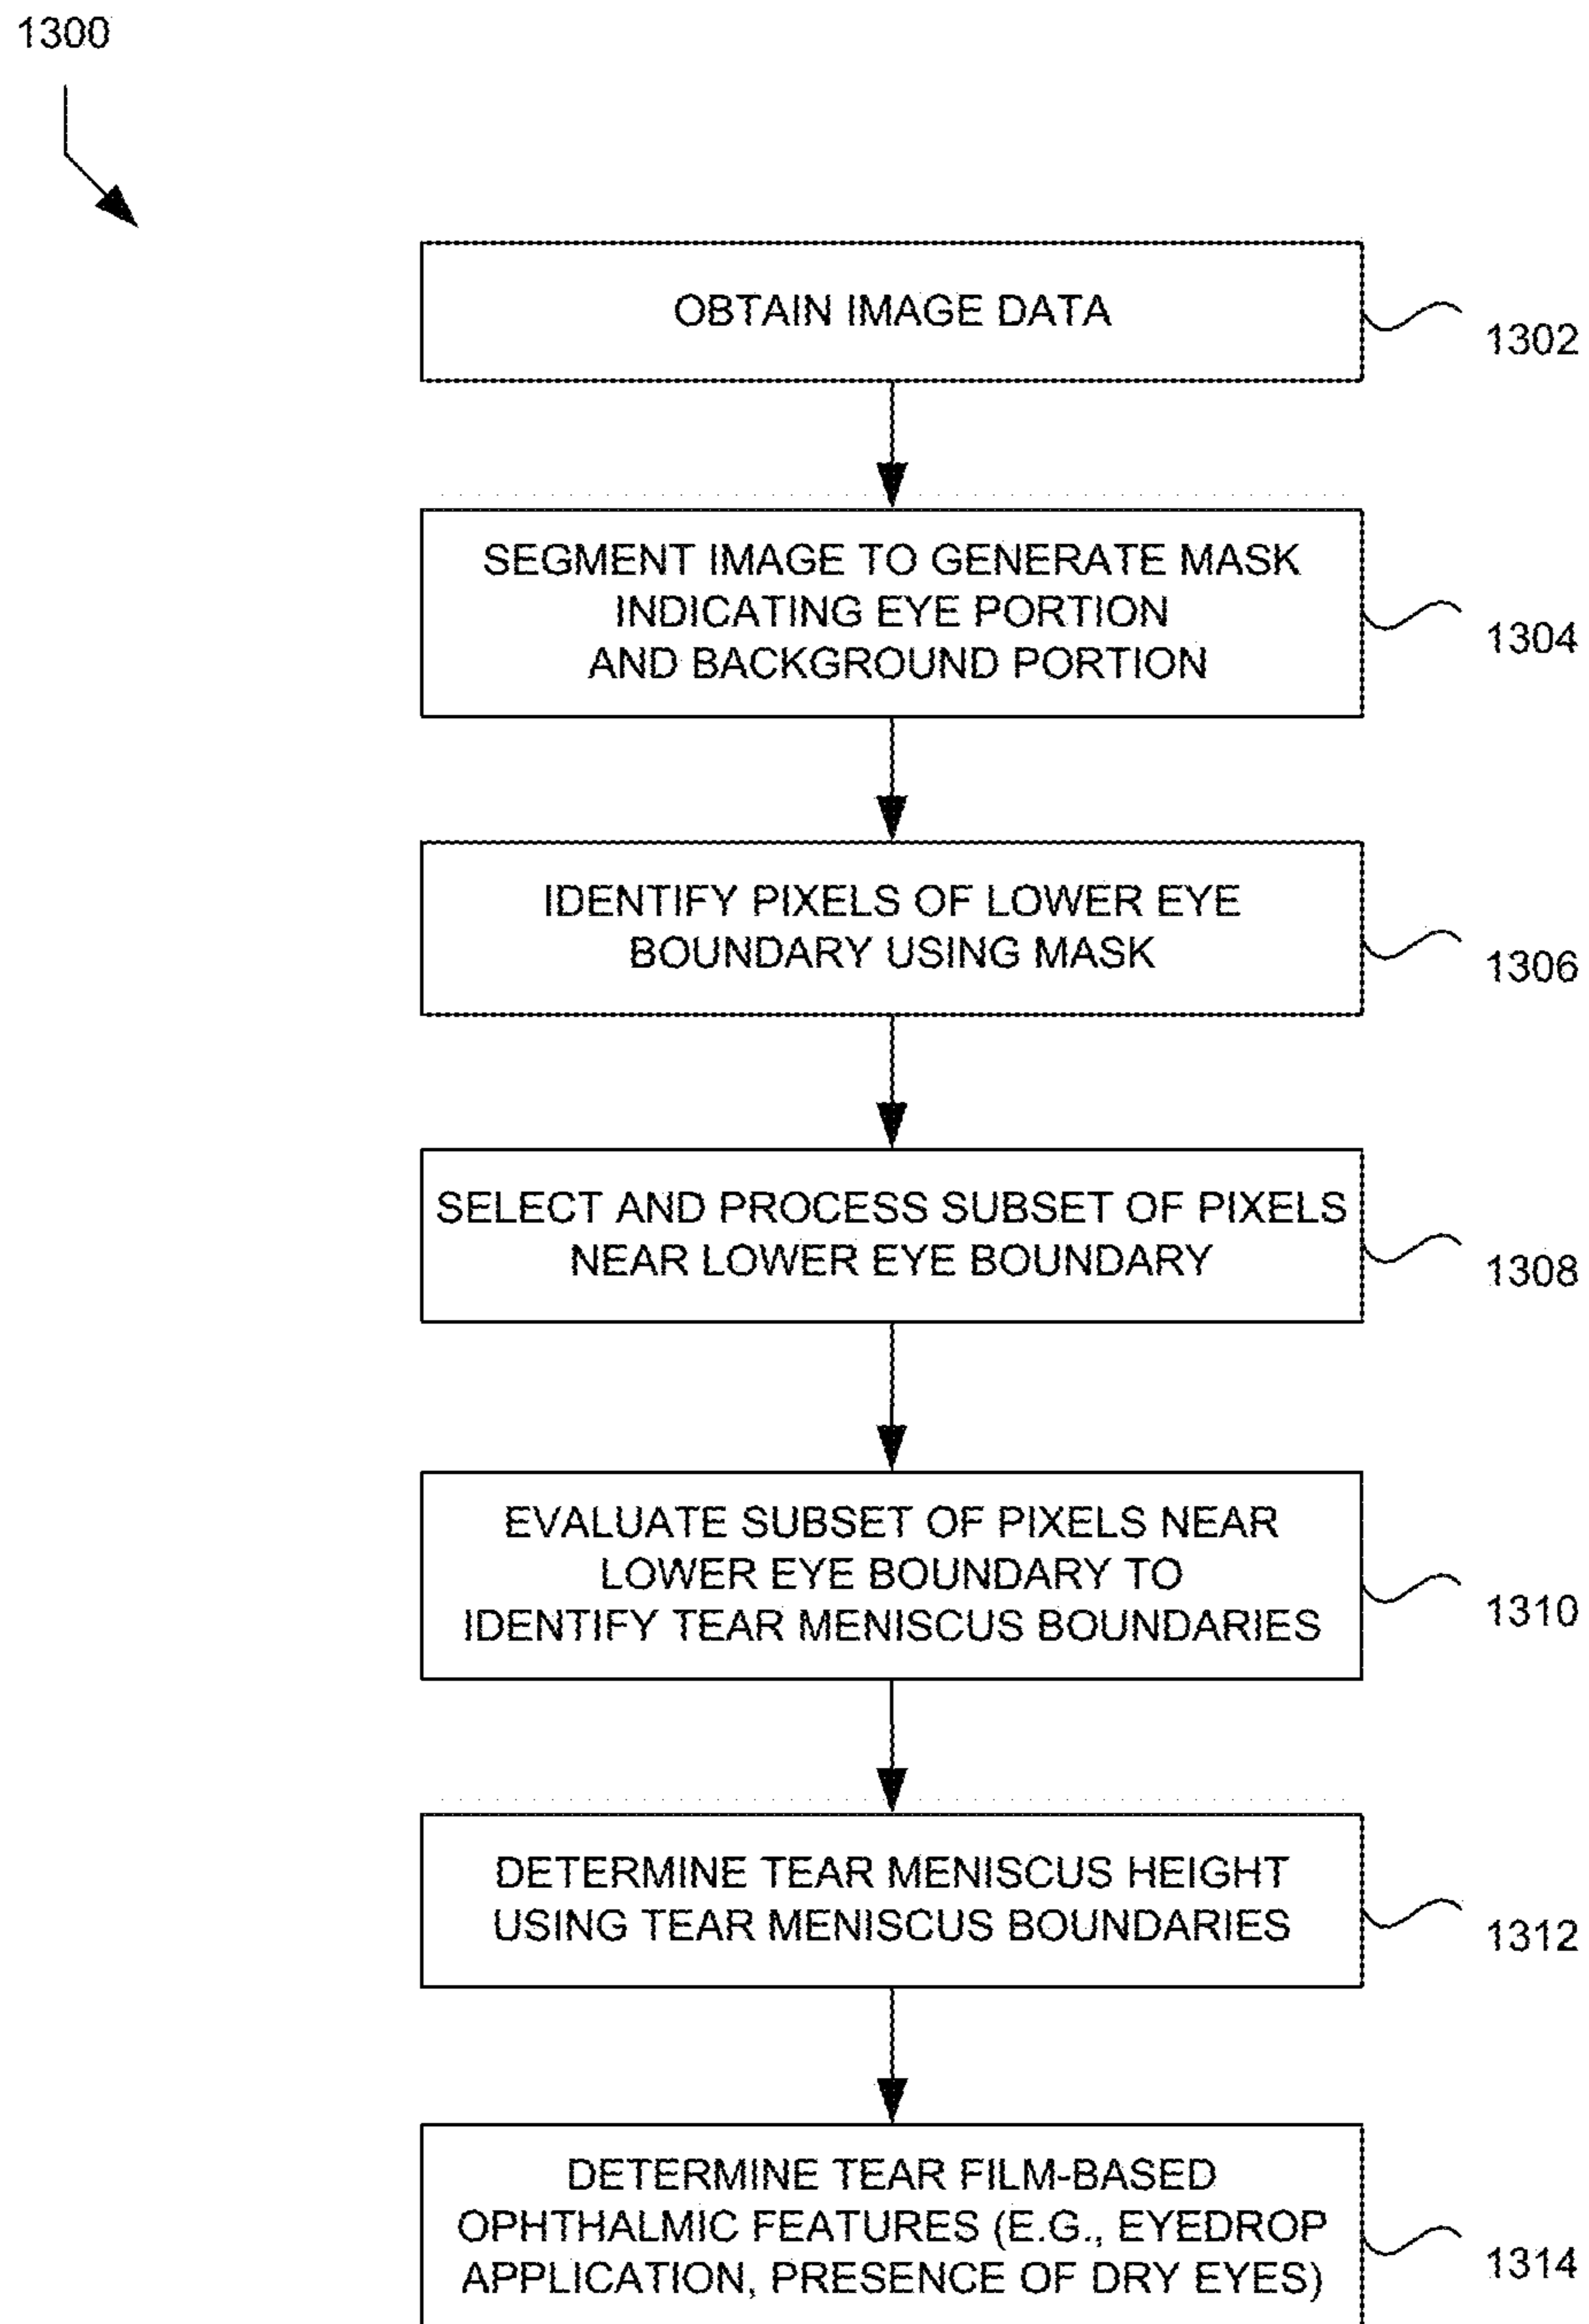 1300
OBTAIN IMAGE DATA
1302
SEGMENT IMAGE TO GENERATE MASK
INDICATING EYE PORTION
AND BACKGROUND PORTION
1304
IDENTIFY PIXELS OF LOWER EYE
BOUNDARY USING MASK
1306
SELECT AND PROCESS SUBSET OF PIXELS
NEAR LOWER EYE BOUNDARY
1308
EVALUATE SUBSET OF PIXELS NEAR
LOWER EYE BOUNDARY TO
IDENTIFY TEAR MENISCUS BOUNDARIES
1310
DETERMINE TEAR MENISCUS HEIGHT
USING TEAR MENISCUS BOUNDARIES
1312
DETERMINE TEAR FILM-BASED
OPHTHALMIC FEATURES (E.G., EYEDROP
APPLICATION, PRESENCE OF DRY EYES)
1314